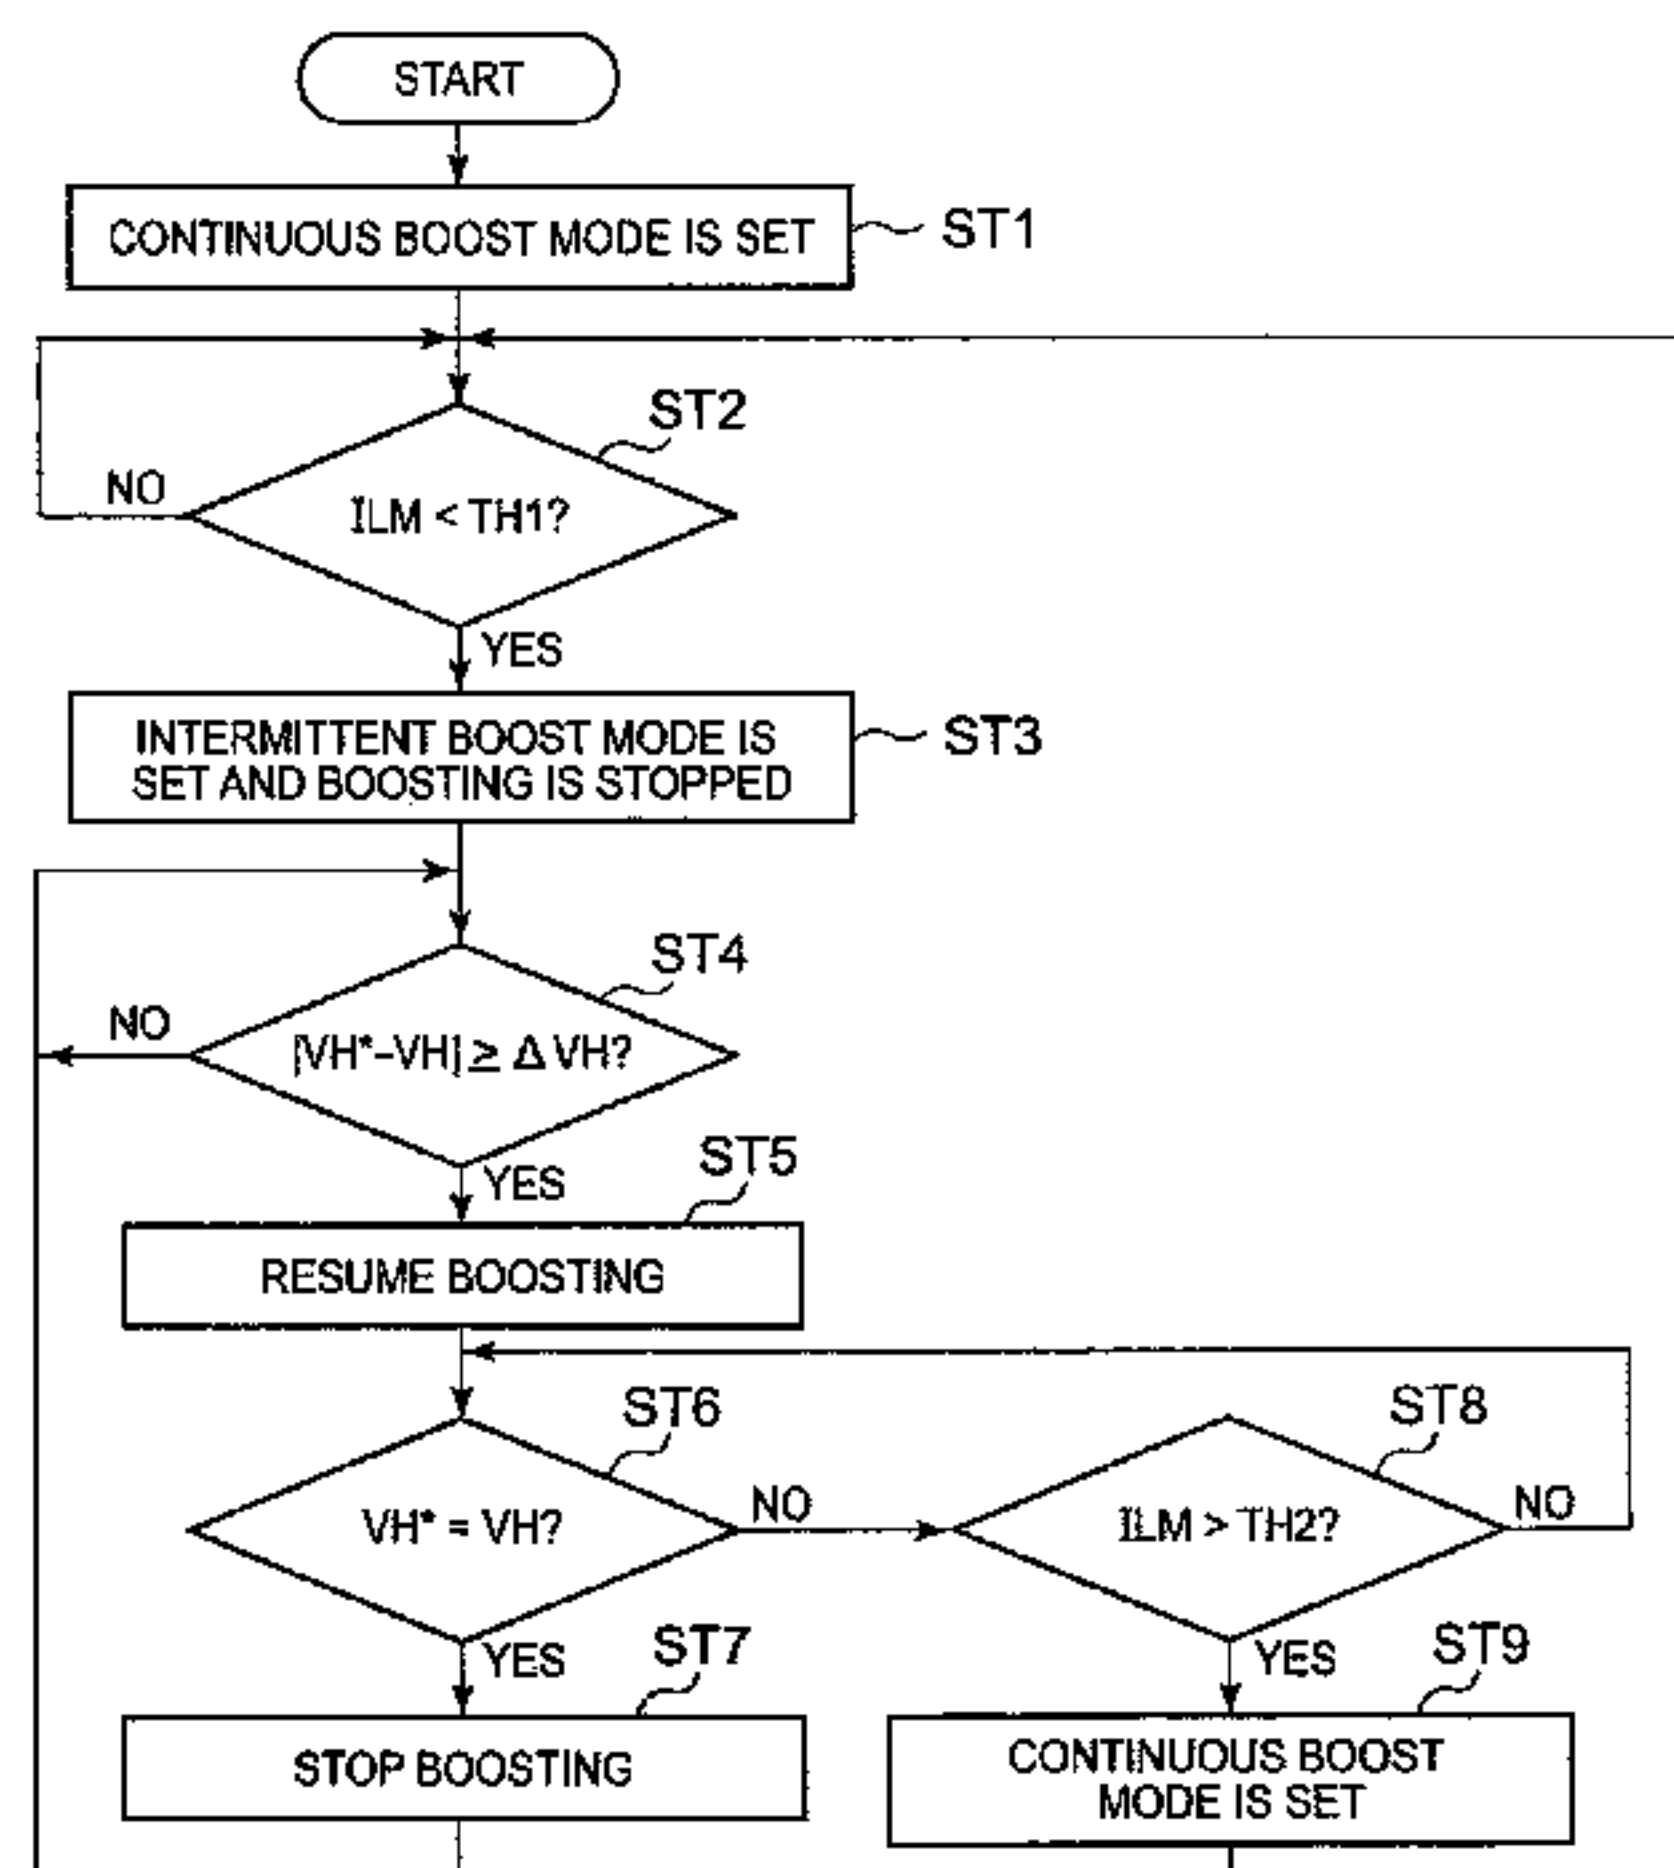 START
CONTINUOUS BOOST MODE IS SET
ST1
ST2
NO
ILM < TH1?
YES
INTERMITTENT BOOST MODE IS
SET AND BOOSTING IS STOPPED
ST3
ST4
NO
|VH*-VH| ≥ Δ VH?
YES
ST5
RESUME BOOSTING
ST6
VH* = VH?
NO
ST8
ILM > TH2?
NO
YES
ST7
STOP BOOSTING
YES
ST9
CONTINUOUS BOOST
MODE IS SET